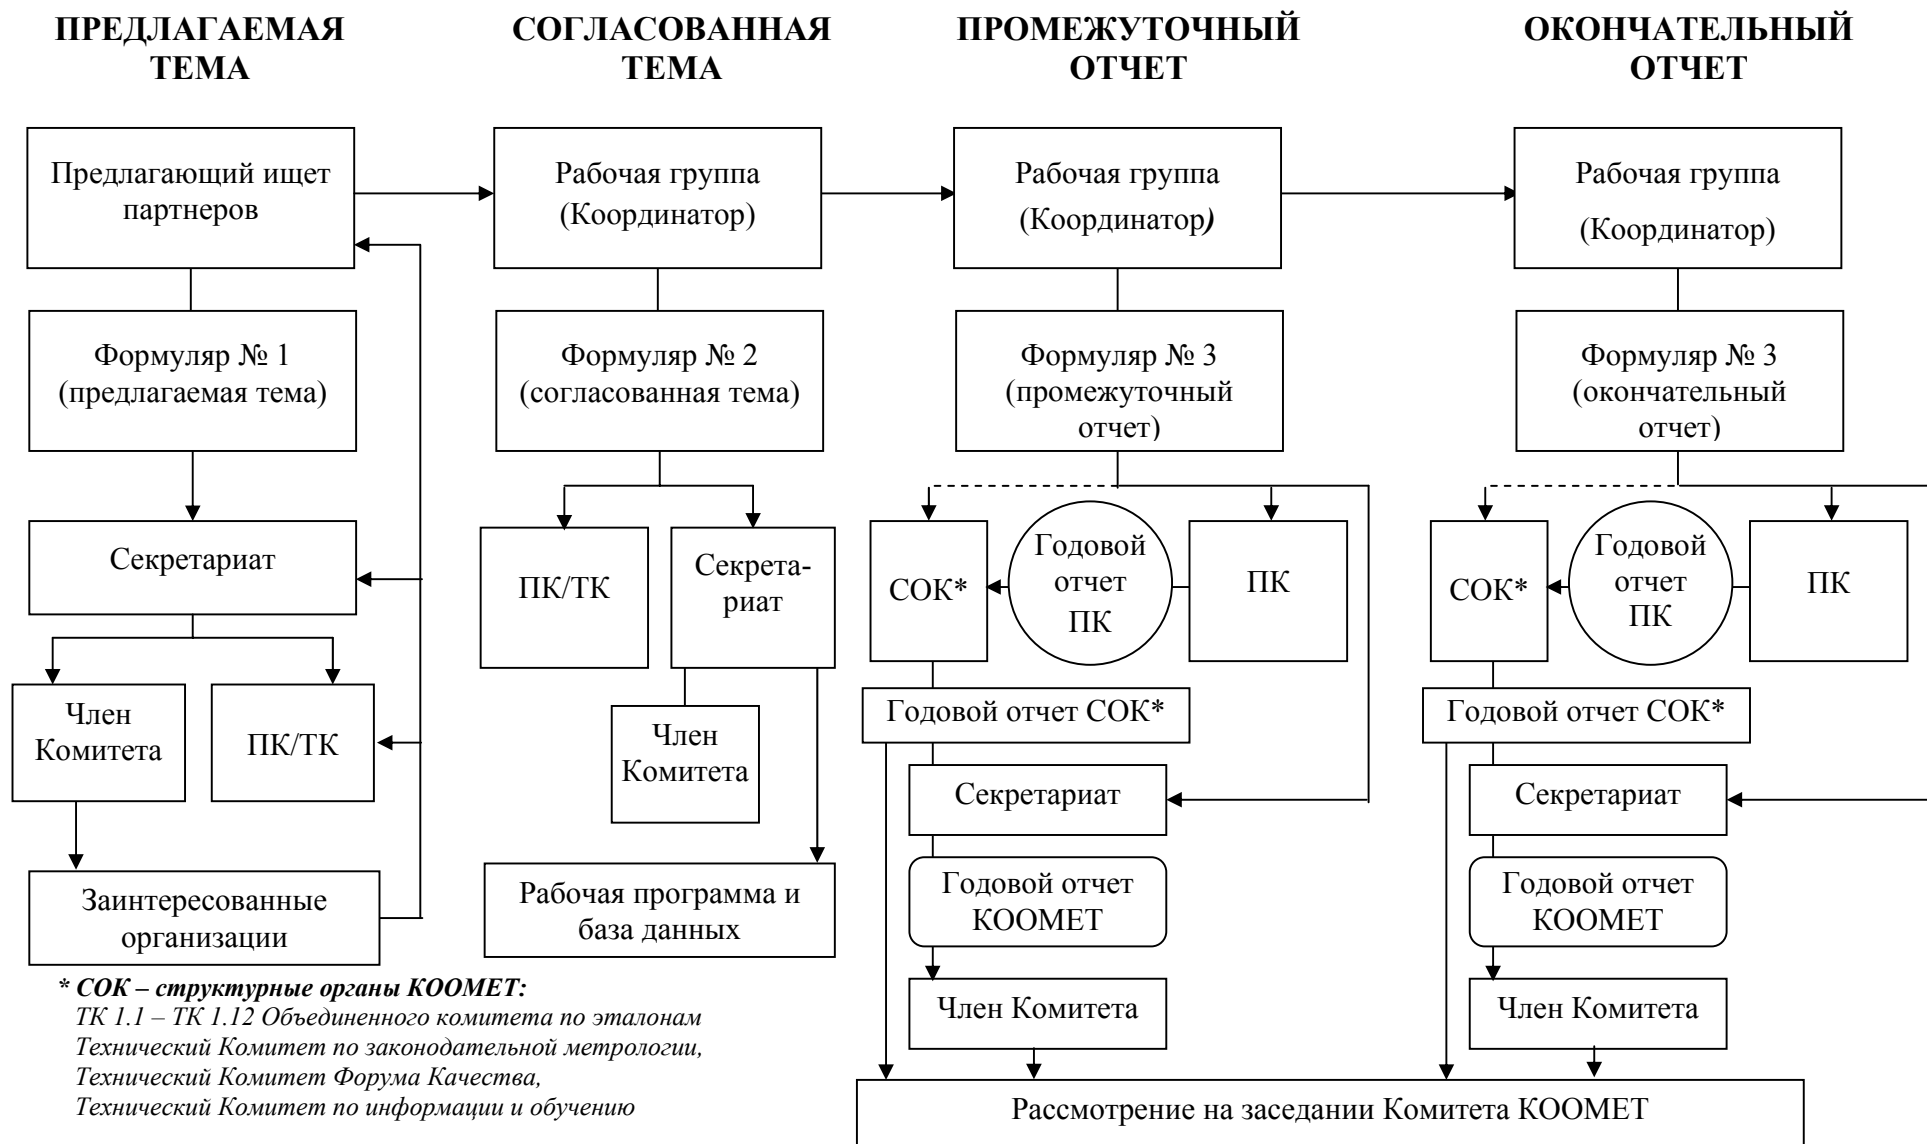 ПРЕДЛАГАЕМАЯ
ТЕМА
СОГЛАСОВАННАЯ
ТЕМА
ПРОМЕЖУТОЧНЫЙ
ОТЧЕТ
ОКОНЧАТЕЛЬНЫЙ
ОТЧЕТ
Предлагающий ищет
партнеров
Рабочая группа
(Координатор)
Рабочая группа
(Координатор)
Рабочая группа
(Координатор)
Формуляр № 1
(предлагаемая тема)
Формуляр № 2
(согласованная тема)
Формуляр № 3
(промежуточный
отчет)
Формуляр № 3
(окончательный
отчет)
Секретариат
ПК/ТК
Секрета-
риат
СОК*
Годовой
отчет
ПК
ПК
СОК*
Годовой
отчет
ПК
ПК
Член
Комитета
ПК/ТК
Член
Комитета
Годовой отчет СОК*
Годовой отчет СОК*
Секретариат
Секретариат
Заинтересованные
организации
Рабочая программа и
база данных
Годовой отчет
КООМЕТ
Годовой отчет
КООМЕТ
Член Комитета
Член Комитета
* СОК – структурные органы КООМЕТ:
ТК 1.1 – ТК 1.12 Объединенного комитета по эталонам
Технический Комитет по законодательной метрологии,
Технический Комитет Форума Качества,
Технический Комитет по информации и обучению
Рассмотрение на заседании Комитета КООМЕТ